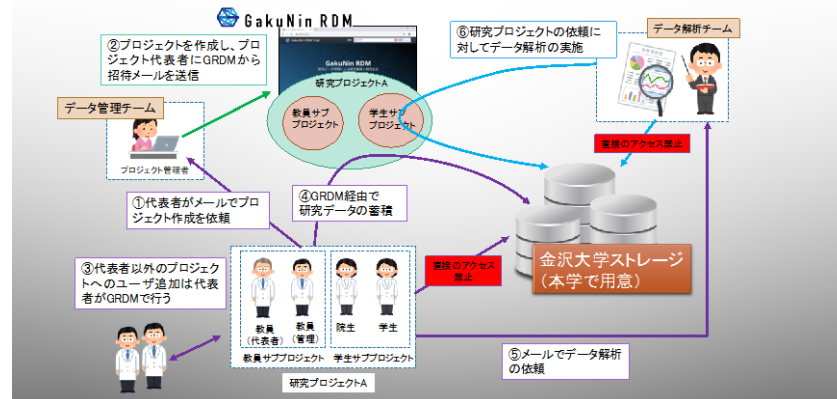 GakuNin RDM
②プロジェクトを作成し、プロ
ジェクト代表者にGRDMから
招待メールを送信
GakuNin RDM
研究プロジェクトA
教員サブ
プロジェクト
学生サブ
プロジェクト
⑥研究プロジェクトの依頼に
対してデータ解析の実施
データ解析チーム
データ管理チーム
プロジェクト管理者
直接のアクセス禁止
①代表者がメールでプロ
ジェクト作成を依頼
④GRDM経由で
研究データの蓄積
③代表者以外のプロジェク
トへのユーザ追加は代表
者がGRDMで行う
直接のアクセス
禁止
金沢大学ストレージ
(本学で用意)
教員
(代表者)
教員
(管理)
院生
学生
教員サブプロジェクト
学生サブプロジェクト
研究プロジェクトA
⑤メールでデータ解析
の依頼